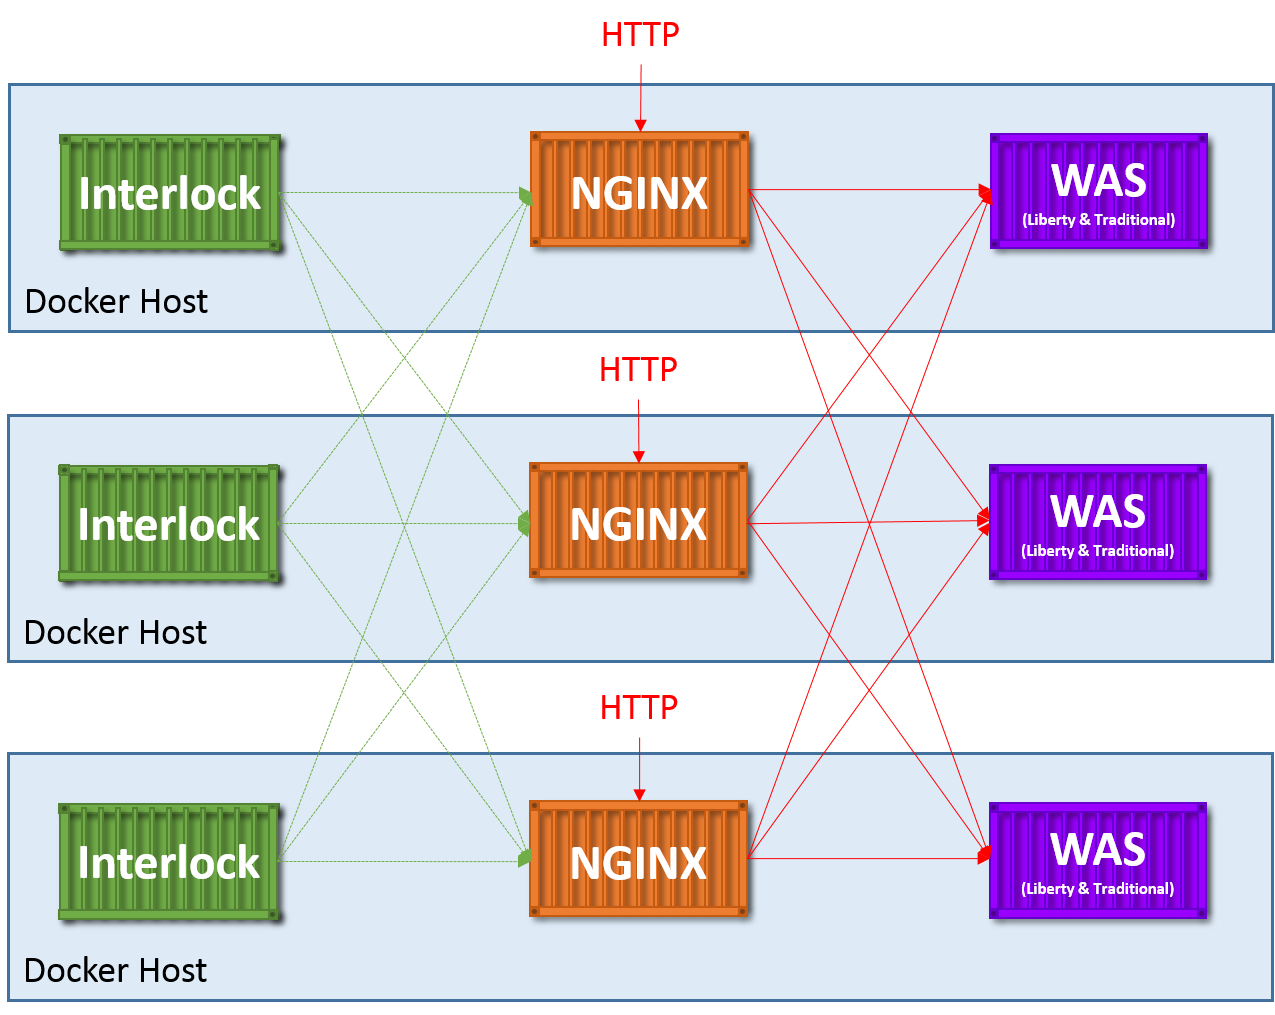 HTTP
Interlock
NGINX
WAS
(Liberty & Traditional)
Docker Host
HTTP
Interlock
NGINX
WAS
(Liberty & Traditional)
Docker Host
HTTP
Interlock
NGINX
WAS
(Liberty & Traditional)
Docker Host